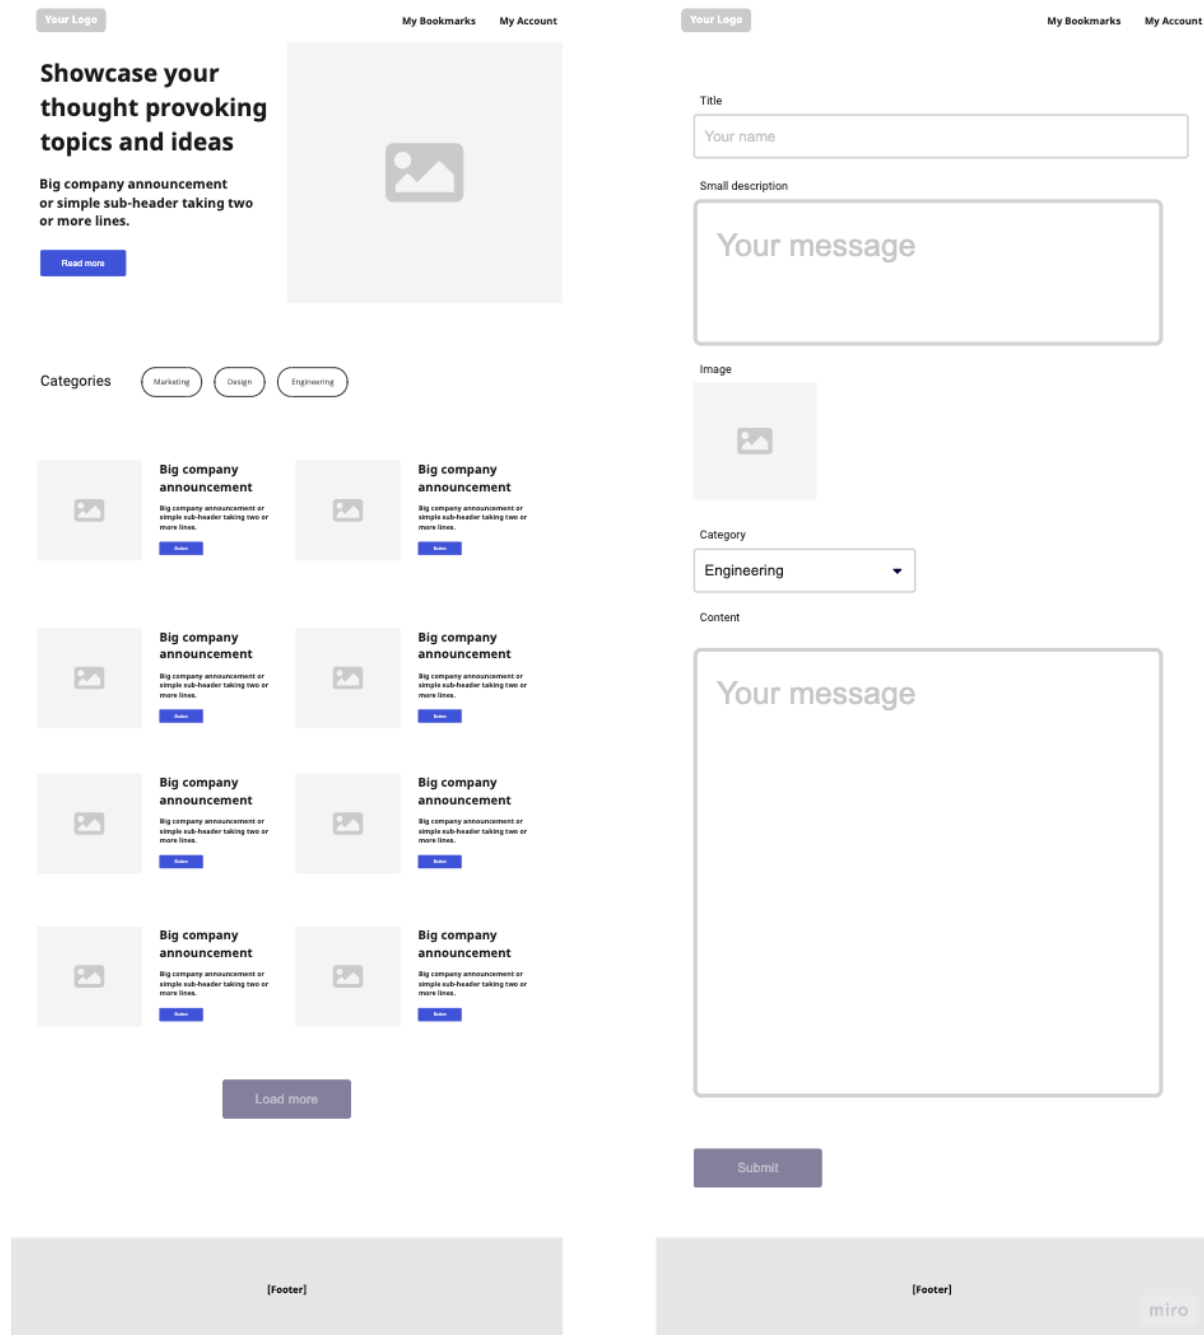 Your Logo
My Bookmarks
My Account
Showcase your
thought provoking
topics and ideas
Big company announcement
or simple sub-header taking two
or more lines.
Read more
Categories
Marketing
Design
Engineering
Big company
announcement
Big company announcement or
simple sub-header taking two or
more lines.
Button
Big company
announcement
Big company announcement or
simple sub-header taking two or
more lines.
Button
Big company
announcement
Big company announcement or
simple sub-header taking two or
more lines.
Button
Big company
announcement
Big company announcement or
simple sub-header taking two or
more lines.
Button
Big company
announcement
Big company announcement or
simple sub-header taking two or
more lines.
Button
Big company
announcement
Big company announcement or
simple sub-header taking two or
more lines.
Button
Big company
announcement
Big company announcement or
simple sub-header taking two or
more lines.
Button
Big company
announcement
Big company announcement or
simple sub-header taking two or
more lines.
Button
Load more
[Footer]
Your Logo
My Bookmarks
My Account
Title
Your name
Small description
Your message
Image
Category
Engineering
Content
Your message
Submit
[Footer]
miro